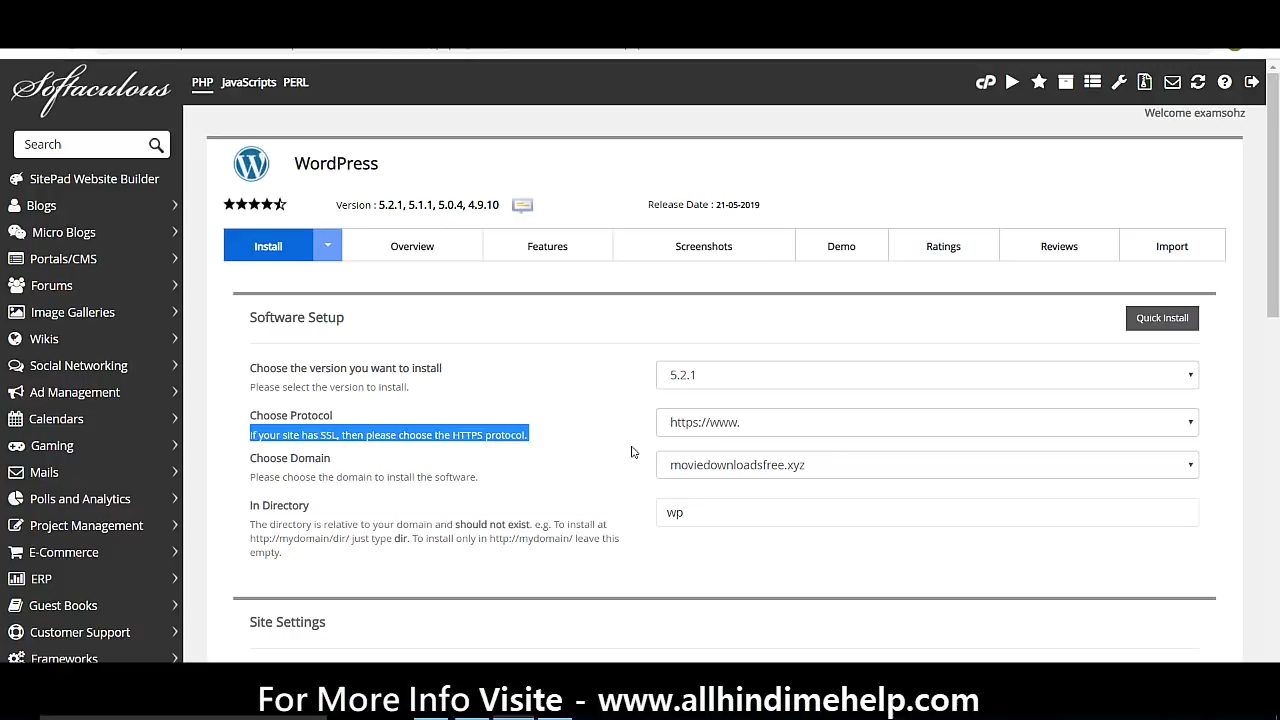 Softaculous
PHP JavaScripts PERL
cP
Welcome examsohz
Search
SitePad Website Builder
Blogs
Micro Blogs
Portals/CMS
Forums
Image Galleries
Wikis
Social Networking
Ad Management
Calendars
Gaming
Mails
Polls and Analytics
Project Management
E-Commerce
ERP
Guest Books
Customer Support
Frameworks
WordPress
Version : 5.2.1, 5.1.1, 5.0.4, 4.9.10
Release Date : 21-05-2019
Install Overview Features Screenshots Demo Ratings Reviews Import
Software Setup
Quick Install
Choose the version you want to install
Please select the version to install.
5.2.1
Choose Protocol
If your site has SSL, then please choose the HTTPS protocol.
https://www.
Choose Domain
Please choose the domain to install the software.
moviedownloadsfree.xyz
In Directory
The directory is relative to your domain and should not exist. e.g. To install at
http://mydomain/dir/ just type dir. To install only in http://mydomain/ leave this
empty.
wp
Site Settings
For More Info Visite - www.allhindimehelp.com